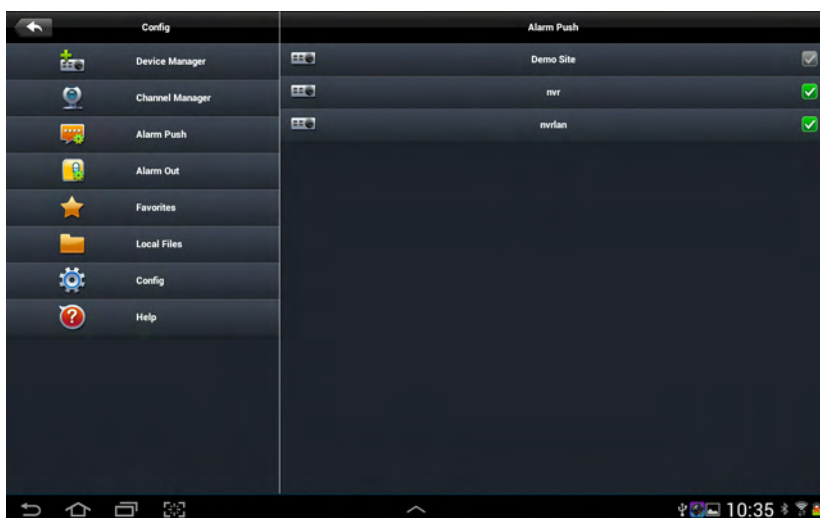 Config
Alarm Push
Device Manager
Demo Site
Channel Manager
nvr
Alarm Push
nvrlan
Alarm Out
Favorites
Local Files
Config
Help
10:35